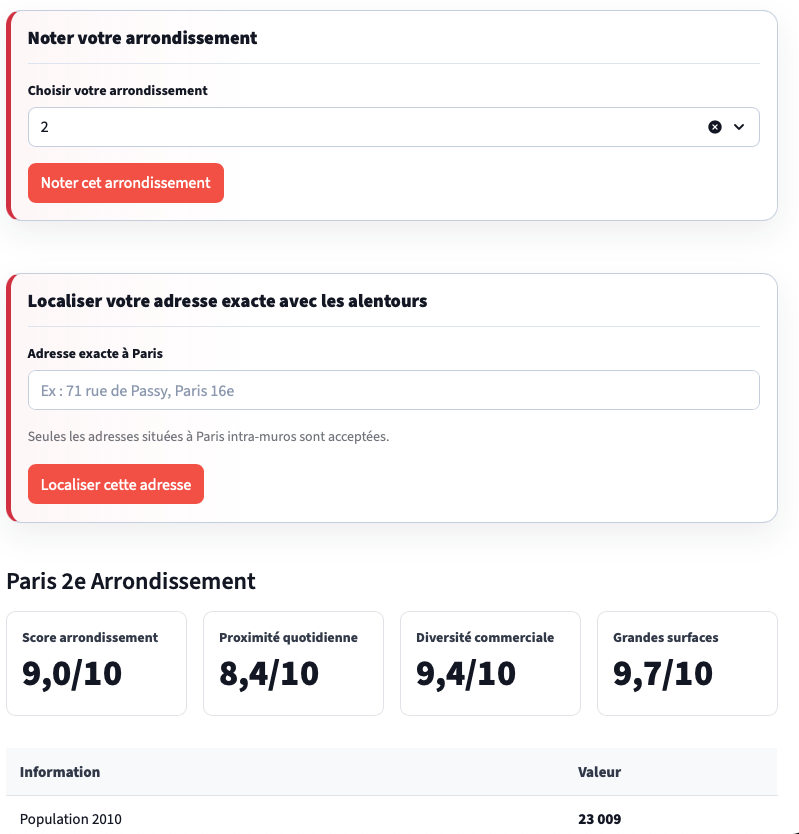 Noter votre arrondissement
Choisir votre arrondissement
2
Noter cet arrondissement
Localiser votre adresse exacte avec les alentours
Adresse exacte à Paris
Ex : 71 rue de Passy, Paris 16e
Seules les adresses situées à Paris intra-muros sont acceptées.
Localiser cette adresse
Paris 2e Arrondissement
Score arrondissement
9,0/10
Proximité quotidienne
8,4/10
Diversité commerciale
9,4/10
Grandes surfaces
9,7/10
Information Valeur
Population 2010 23 009